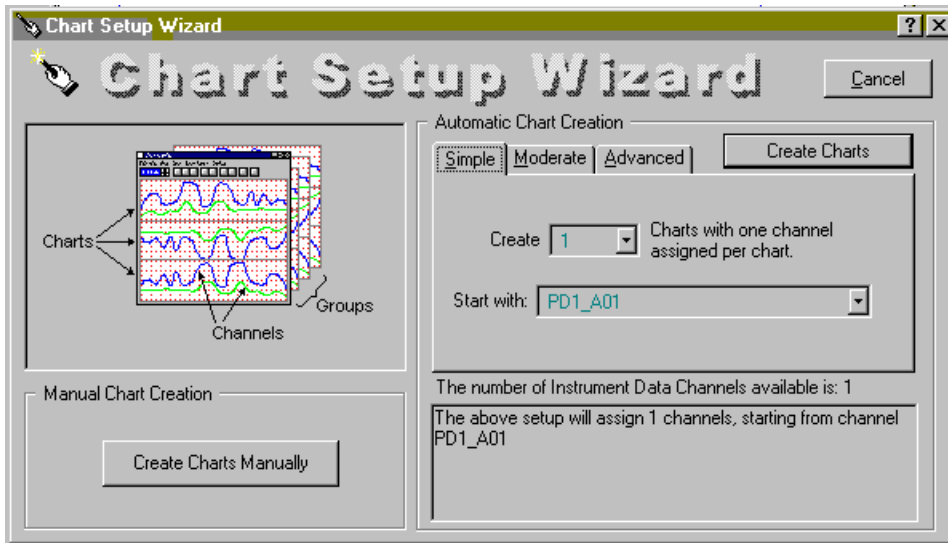 Chart Setup Wizard
Chart Setup Wizard
Cancel
Charts
Channels
Groups
Manual Chart Creation
Create Charts Manually
Automatic Chart Creation
Simple
Moderate
Advanced
Create Charts
Create
1
Charts with one channel
assigned per chart.
Start with:
PD1_A01
The number of Instrument Data Channels available is: 1
The above setup will assign 1 channels, starting from channel
PD1_A01